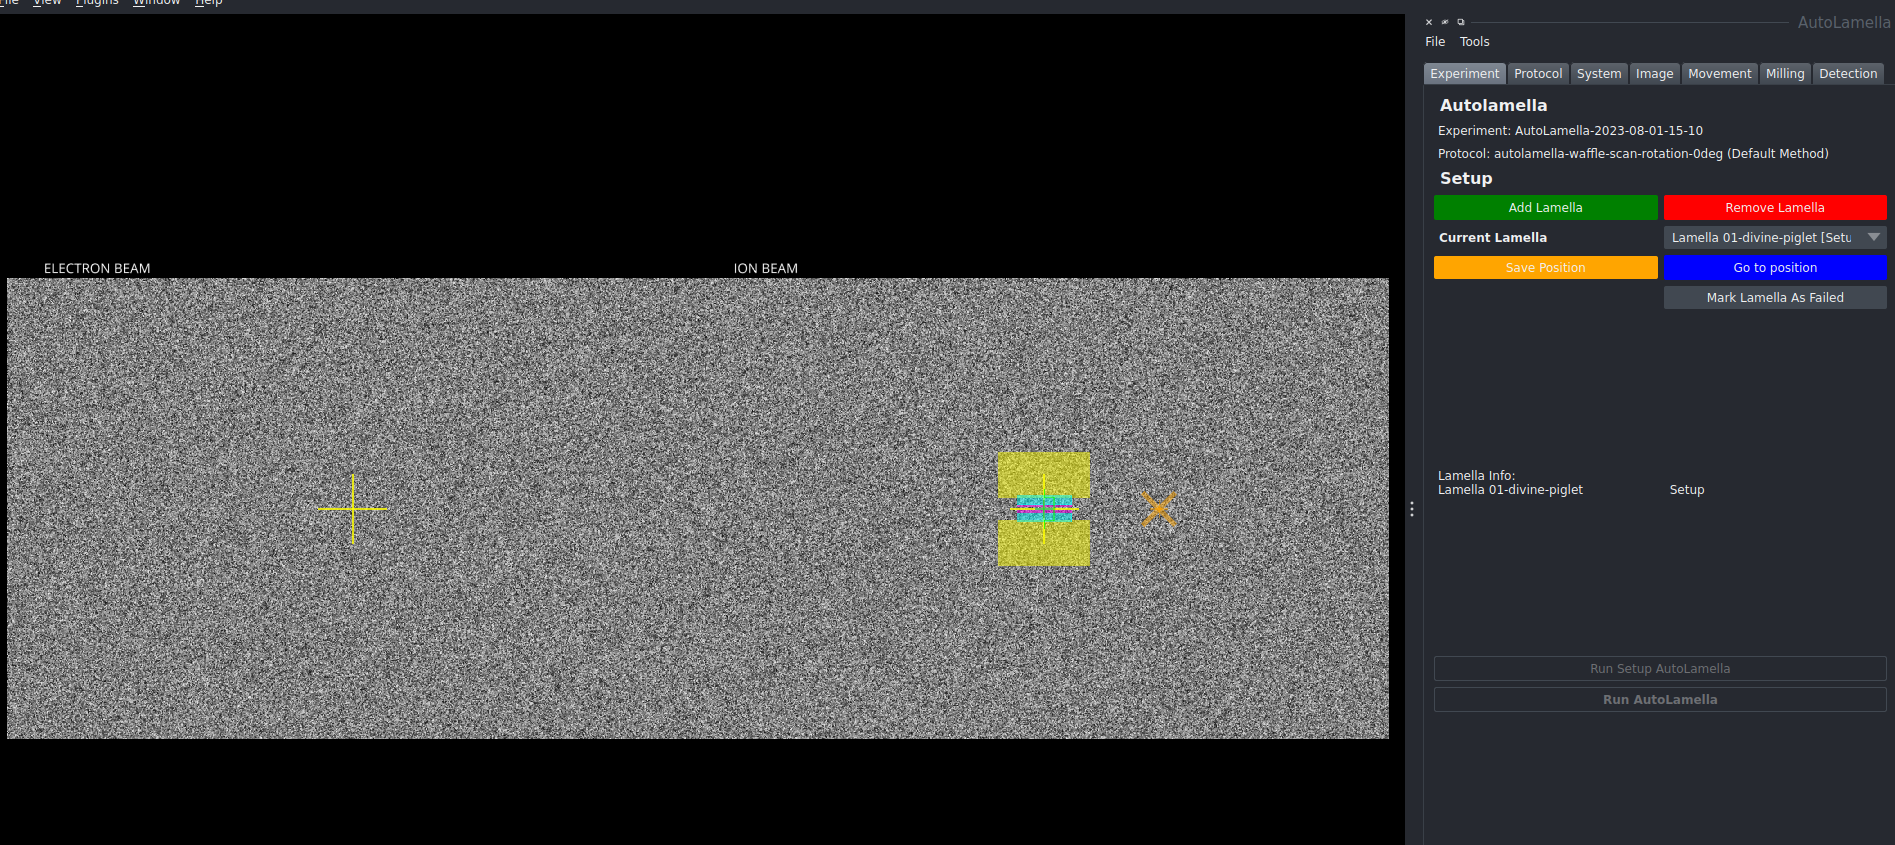 File View Plugins Window Help
AutoLamella
File Tools
Experiment Protocol System Image Movement Milling Detection
Autolamella
Experiment: AutoLamella-2023-08-01-15-10
Protocol: autolamella-waffle-scan-rotation-0deg (Default Method)
Setup
Add Lamella Remove Lamella
Current Lamella Lamella 01-divine-piglet [Setu
Save Position Go to position
Mark Lamella As Failed
ELECTRON BEAM ION BEAM
Lamella Info:
Lamella 01-divine-piglet Setup
Run Setup AutoLamella
Run AutoLamella